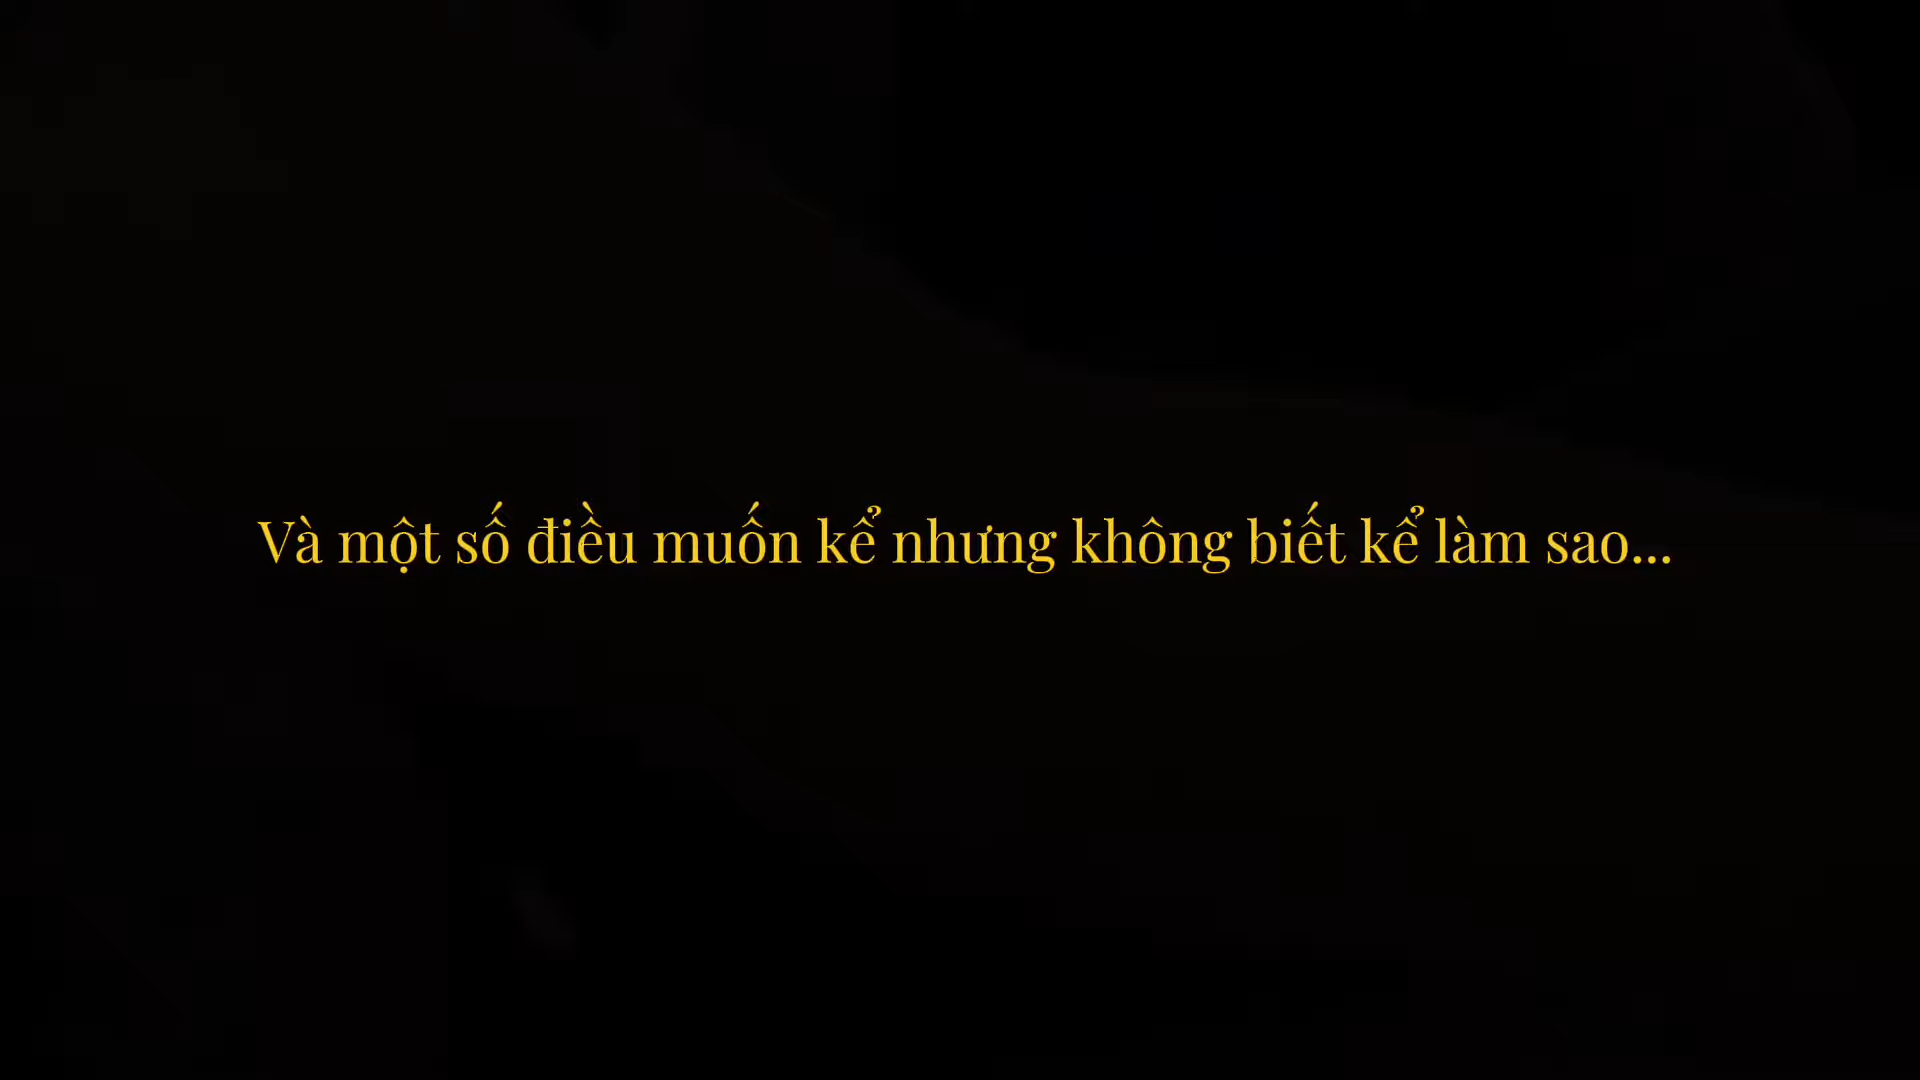 Và một số điều muốn kể nhưng không biết kể làm sao...